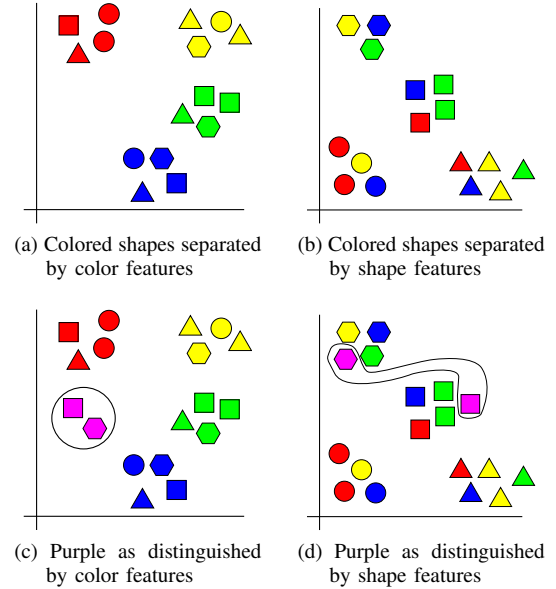 (a) Colored shapes separated
by color features
(b) Colored shapes separated
by shape features
(c) Purple as distinguished
by color features
(d) Purple as distinguished
by shape features